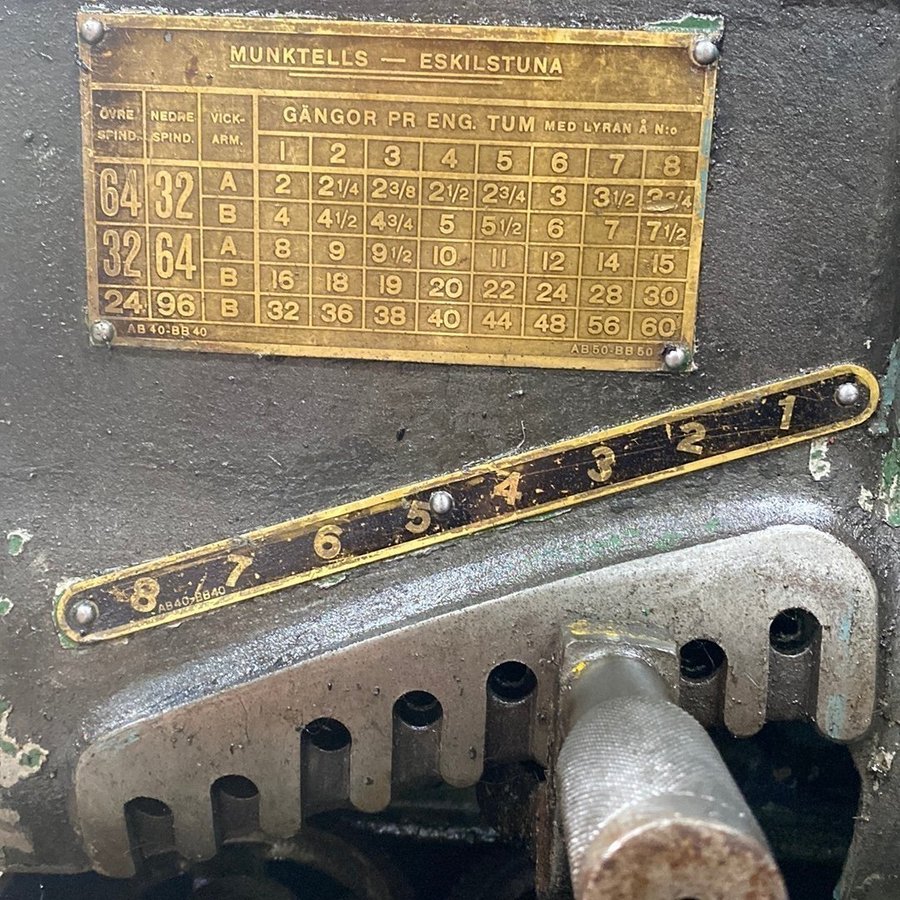 MUNKTELLS — ESKILSTUNA
ÖVRE SPIND. NEDRE SPIND. VICK-ARM. GÄNGOR PR ENG. TUM MED LYRAN Å N:o
1 2 3 4 5 6 7 8
64 32 A 2 2 1/4 2 3/8 2 1/2 2 3/4 3 3 1/2 3 3/4
B 4 4 1/2 4 3/4 5 5 1/2 6 7 7 1/2
32 64 A 8 9 9 1/2 10 11 12 14 15
B 16 18 19 20 22 24 28 30
24 96 B 32 36 38 40 44 48 56 60
AB 40-BB 40 AB 50-BB 50
8 7 6 5 4 3 2 1
AB40-BB40